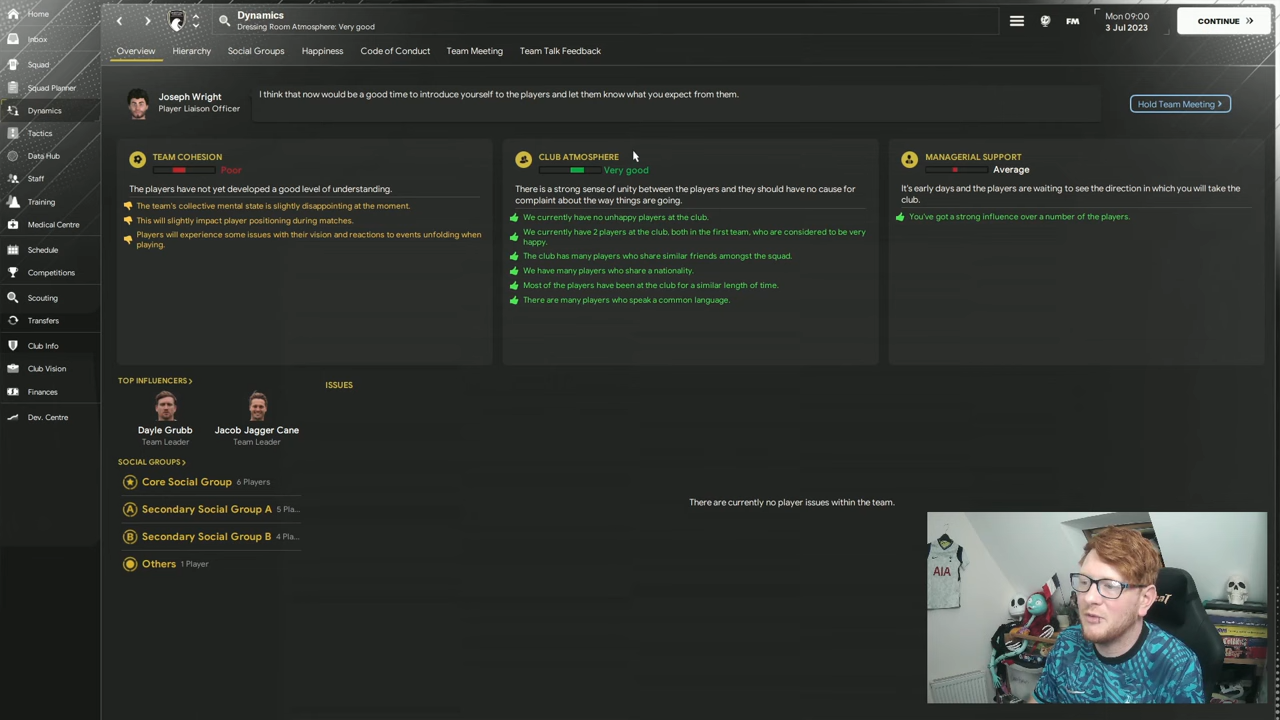 Home
Inbox
Squad
Squad Planner
Dynamics
Tactics
Data Hub
Staff
Training
Medical Centre
Schedule
Competitions
Scouting
Transfers
Club Info
Club Vision
Finances
Dev. Centre
Dynamics
Dressing Room Atmosphere: Very good
FM
Mon 09:00
3 Jul 2023
CONTINUE
Overview
Hierarchy
Social Groups
Happiness
Code of Conduct
Team Meeting
Team Talk Feedback
Joseph Wright
Player Liaison Officer
I think that now would be a good time to introduce yourself to the players and let them know what you expect from them.
Hold Team Meeting
TEAM COHESION
Poor
The players have not yet developed a good level of understanding.
The team's collective mental state is slightly disappointing at the moment.
This will slightly impact player positioning during matches.
Players will experience some issues with their vision and reactions to events unfolding when
playing.
CLUB ATMOSPHERE
Very good
There is a strong sense of unity between the players and they should have no cause for
complaint about the way things are going.
We currently have no unhappy players at the club.
We currently have 2 players at the club, both in the first team, who are considered to be very
happy.
The club has many players who share similar friends amongst the squad.
We have many players who share a nationality.
Most of the players have been at the club for a similar length of time.
There are many players who speak a common language.
MANAGERIAL SUPPORT
Average
It's early days and the players are waiting to see the direction in which you will take the
club.
You've got a strong influence over a number of the players.
TOP INFLUENCERS
Dayle Grubb
Team Leader
Jacob Jagger Cane
Team Leader
ISSUES
There are currently no player issues within the team.
SOCIAL GROUPS
Core Social Group 6 Players
A Secondary Social Group A 5 Pla...
B Secondary Social Group B 4 Pla...
Others 1 Player
AIA